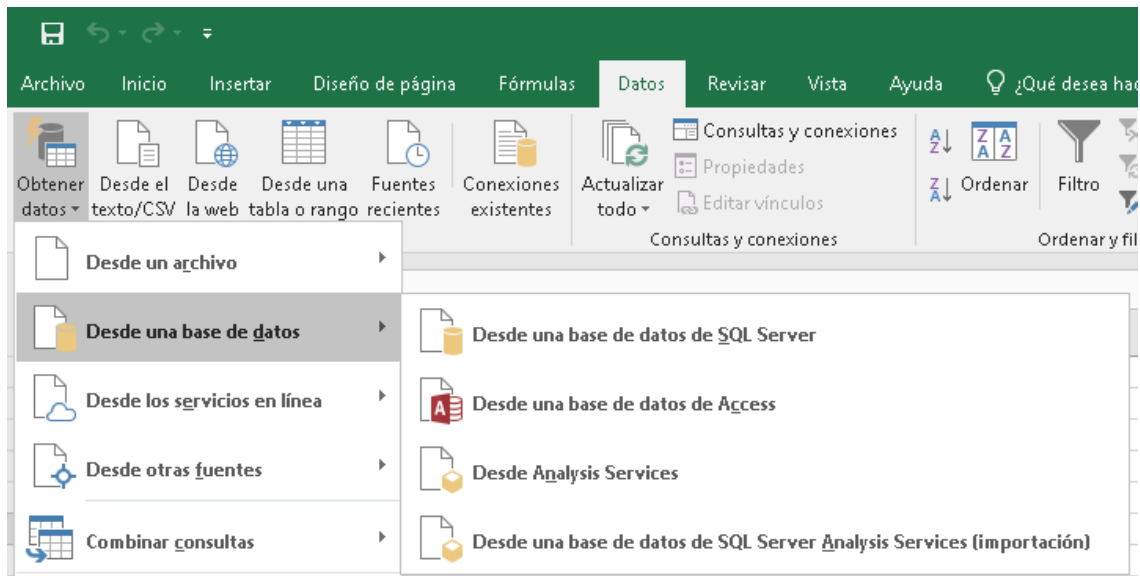 Archivo Inicio Insertar Diseño de página Fórmulas Datos Revisar Vista Ayuda ¿Qué desea
Obtener datos
Desde el texto/CSV
Desde la web
Desde una tabla o rango
Fuentes recientes
Conexiones existentes
Actualizar todo
Consultas y conexiones
Propiedades
Editar vínculos
Consultas y conexiones
A
Z
Z
A
Z A
A Z
Ordenar
Filtro
Ordenar y
Desde un archivo
Desde una base de datos
Desde los servicios en línea
Desde otras fuentes
Combinar consultas
Desde una base de datos de SQL Server
A
Desde una base de datos de Access
Desde Analysis Services
Desde una base de datos de SQL Server Analysis Services (importación)